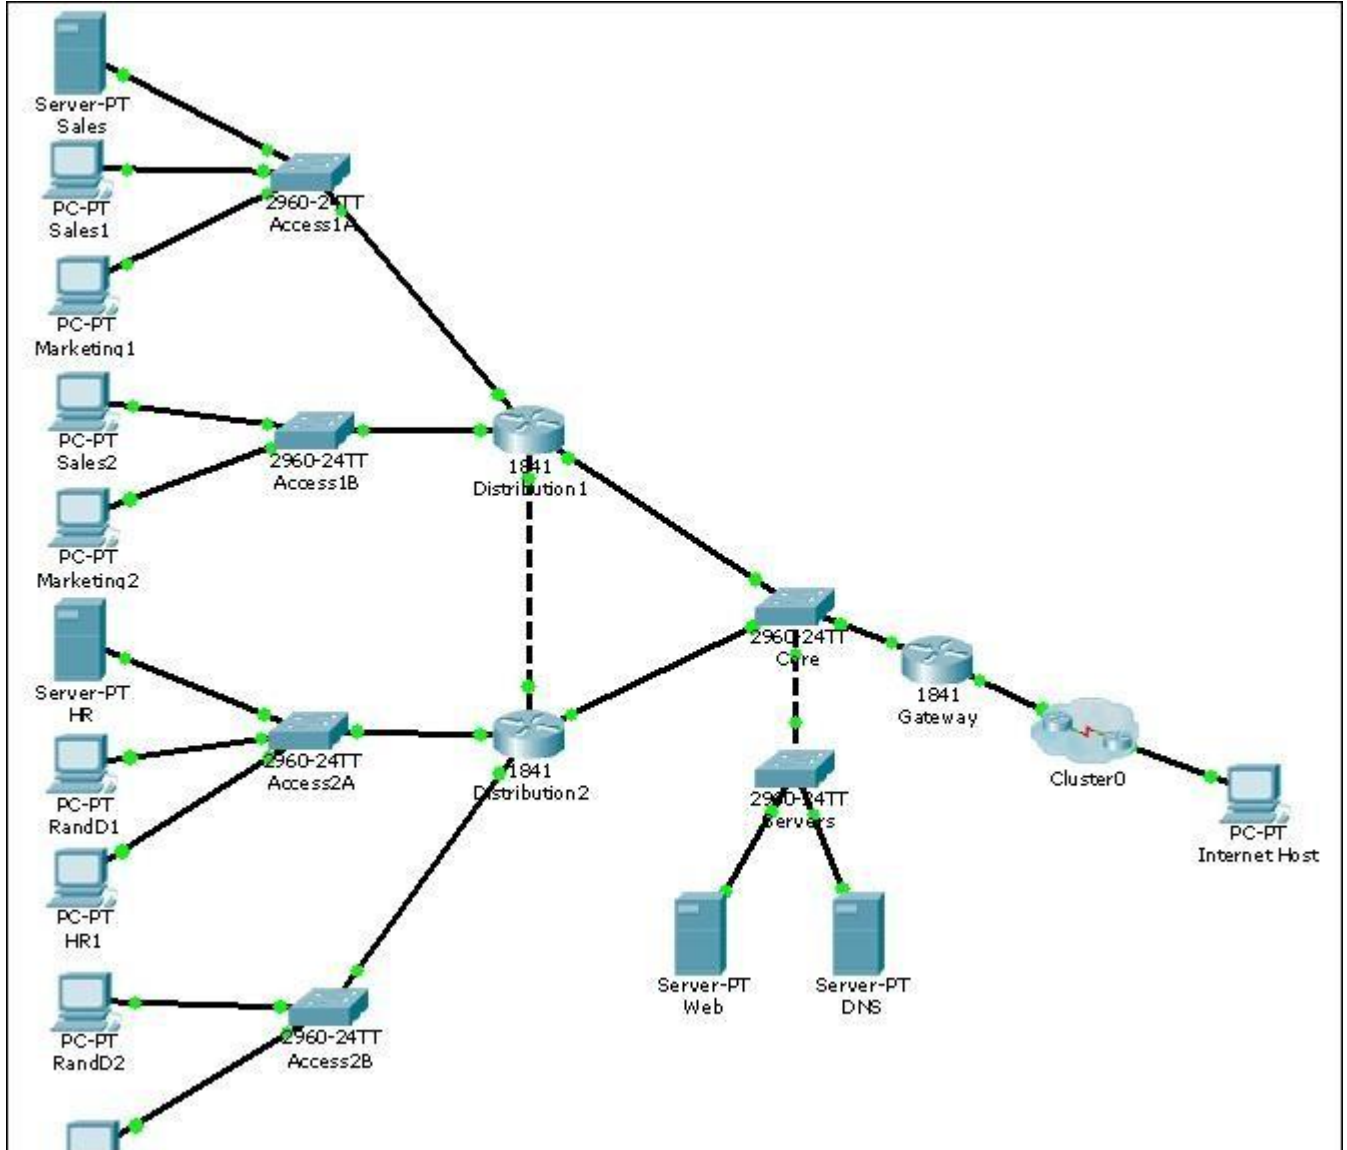 Server-PT
Sales
PC-PT
Sales1
2960-24TT
Access1A
PC-PT
Marketing1
PC-PT
Sales2
2960-24TT
Access1B
1841
Distribution1
PC-PT
Marketing2
Server-PT
HR
2960-24TT
Access2A
PC-PT
RandD1
1841
Distribution2
2960-24TT
Core
1841
Gateway
Cluster0
PC-PT
Internet Host
2960-24TT
Servers
PC-PT
HR1
Server-PT
Web
Server-PT
DNS
PC-PT
RandD2
2960-24TT
Access2B